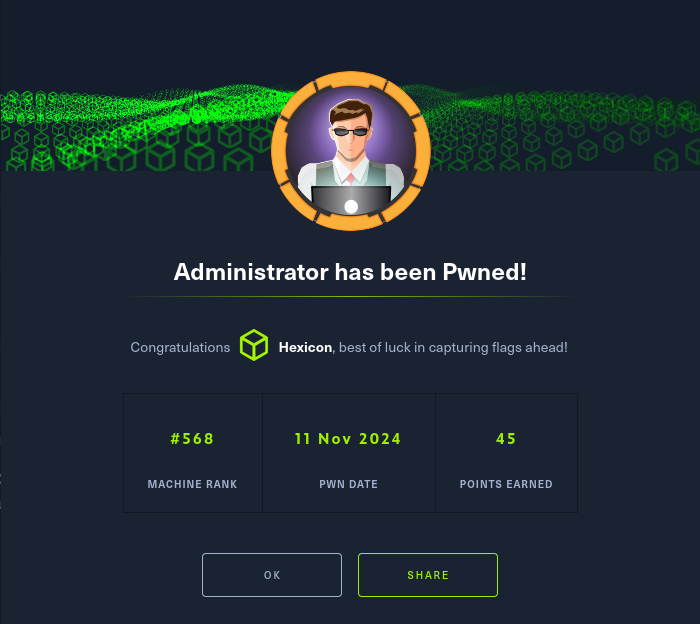 Administrator has been Pwned!
Congratulations Hexicon, best of luck in capturing flags ahead!
#568
11 Nov 2024
45
MACHINE RANK
PWN DATE
POINTS EARNED
OK
SHARE